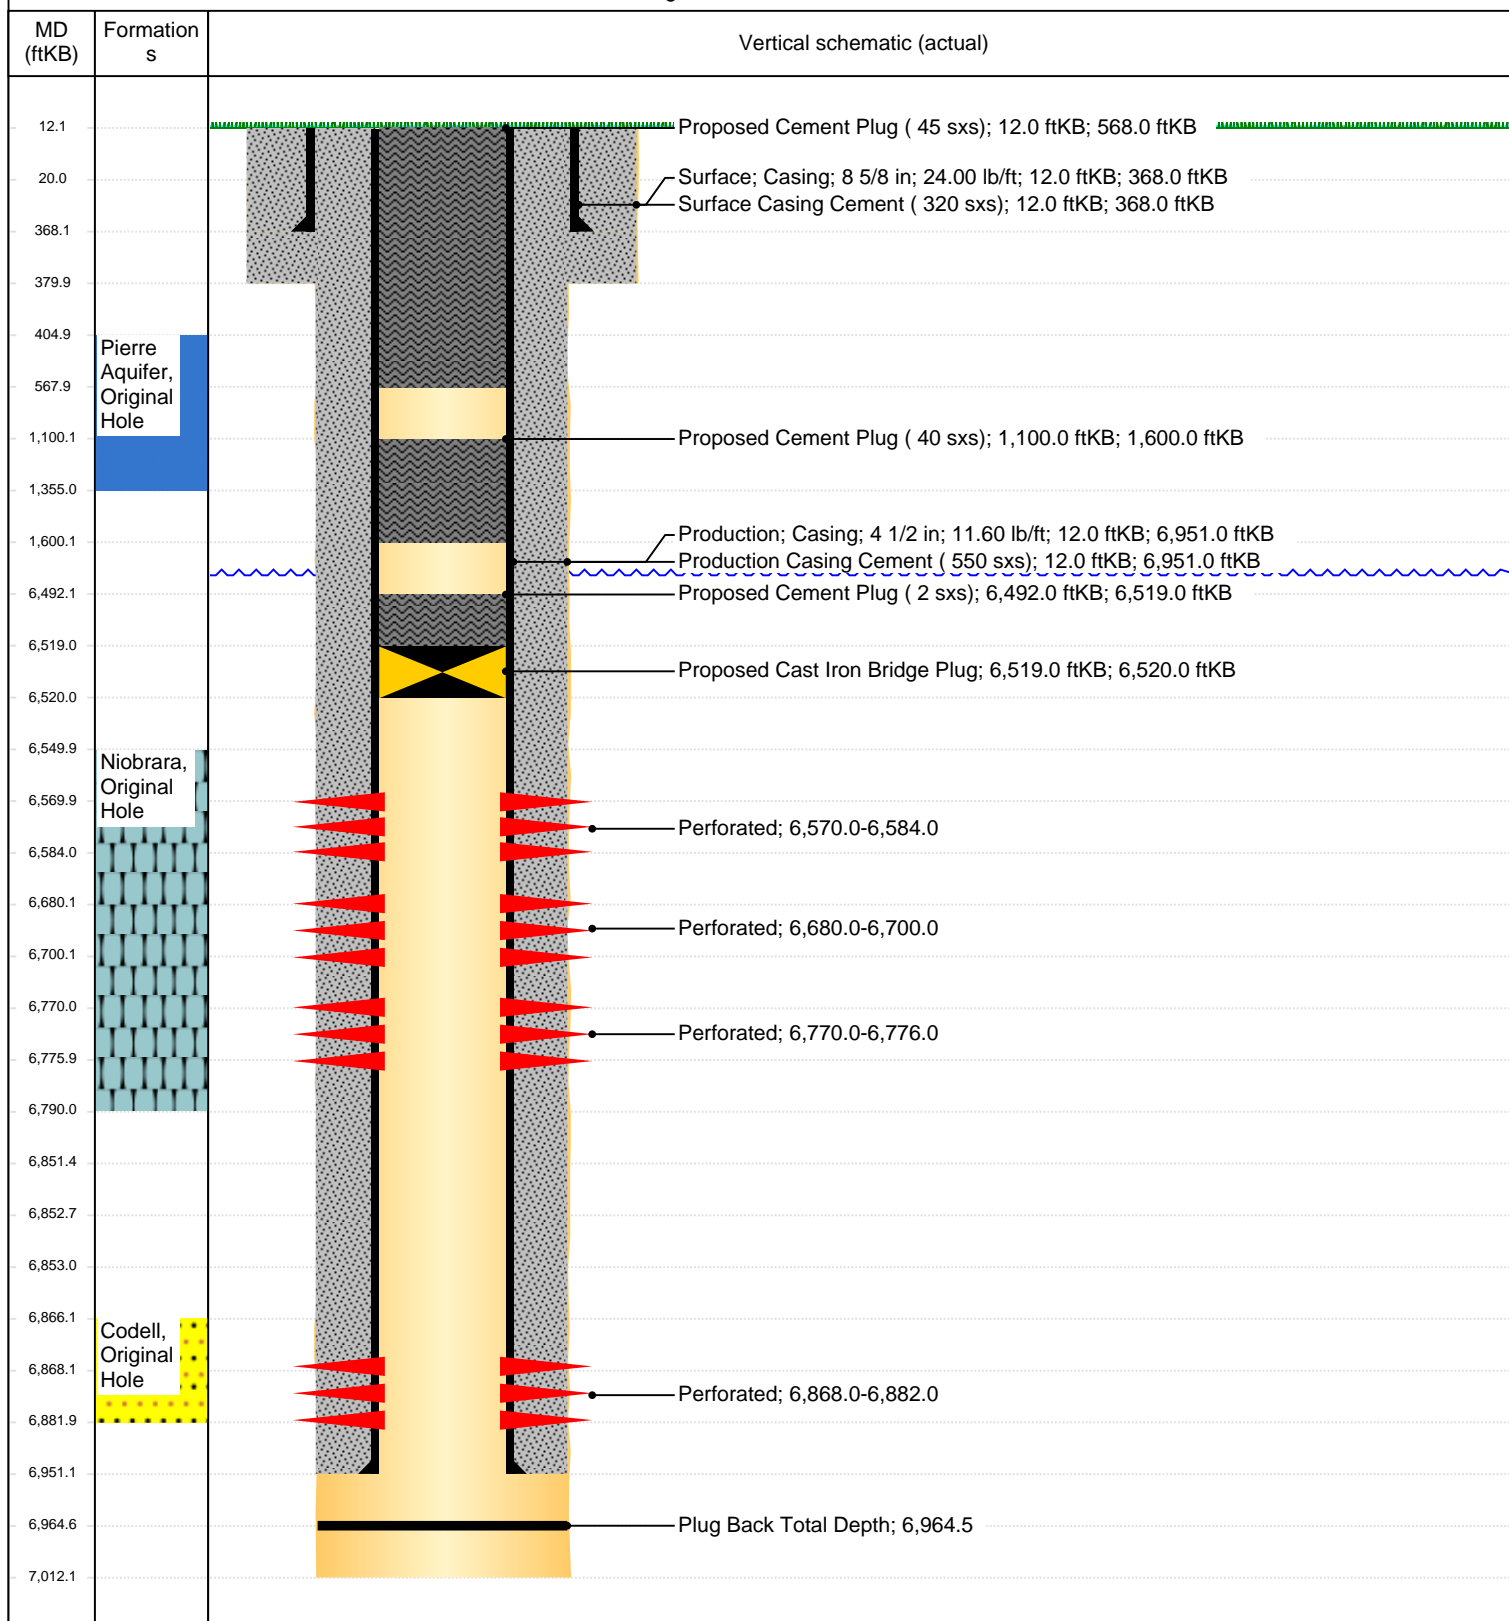 MD
(ftKB)
Formation
s
Vertical schematic (actual)
12.1
Proposed Cement Plug ( 45 sxs); 12.0 ftKB; 568.0 ftKB
20.0
Surface; Casing; 8 5/8 in; 24.00 lb/ft; 12.0 ftKB; 368.0 ftKB
Surface Casing Cement ( 320 sxs); 12.0 ftKB; 368.0 ftKB
368.1
379.9
404.9
Pierre
Aquifer,
Original
Hole
567.9
1,100.1
Proposed Cement Plug ( 40 sxs); 1,100.0 ftKB; 1,600.0 ftKB
1,355.0
1,600.1
Production; Casing; 4 1/2 in; 11.60 lb/ft; 12.0 ftKB; 6,951.0 ftKB
Production Casing Cement ( 550 sxs); 12.0 ftKB; 6,951.0 ftKB
6,492.1
Proposed Cement Plug ( 2 sxs); 6,492.0 ftKB; 6,519.0 ftKB
6,519.0
Proposed Cast Iron Bridge Plug; 6,519.0 ftKB; 6,520.0 ftKB
6,520.0
6,549.9
Niobrara,
Original
Hole
6,569.9
Perforated; 6,570.0-6,584.0
6,584.0
6,680.1
Perforated; 6,680.0-6,700.0
6,700.1
6,770.0
Perforated; 6,770.0-6,776.0
6,775.9
6,790.0
6,851.4
6,852.7
6,853.0
6,866.1
Codell,
Original
Hole
6,868.1
Perforated; 6,868.0-6,882.0
6,881.9
6,951.1
6,964.6
Plug Back Total Depth; 6,964.5
7,012.1